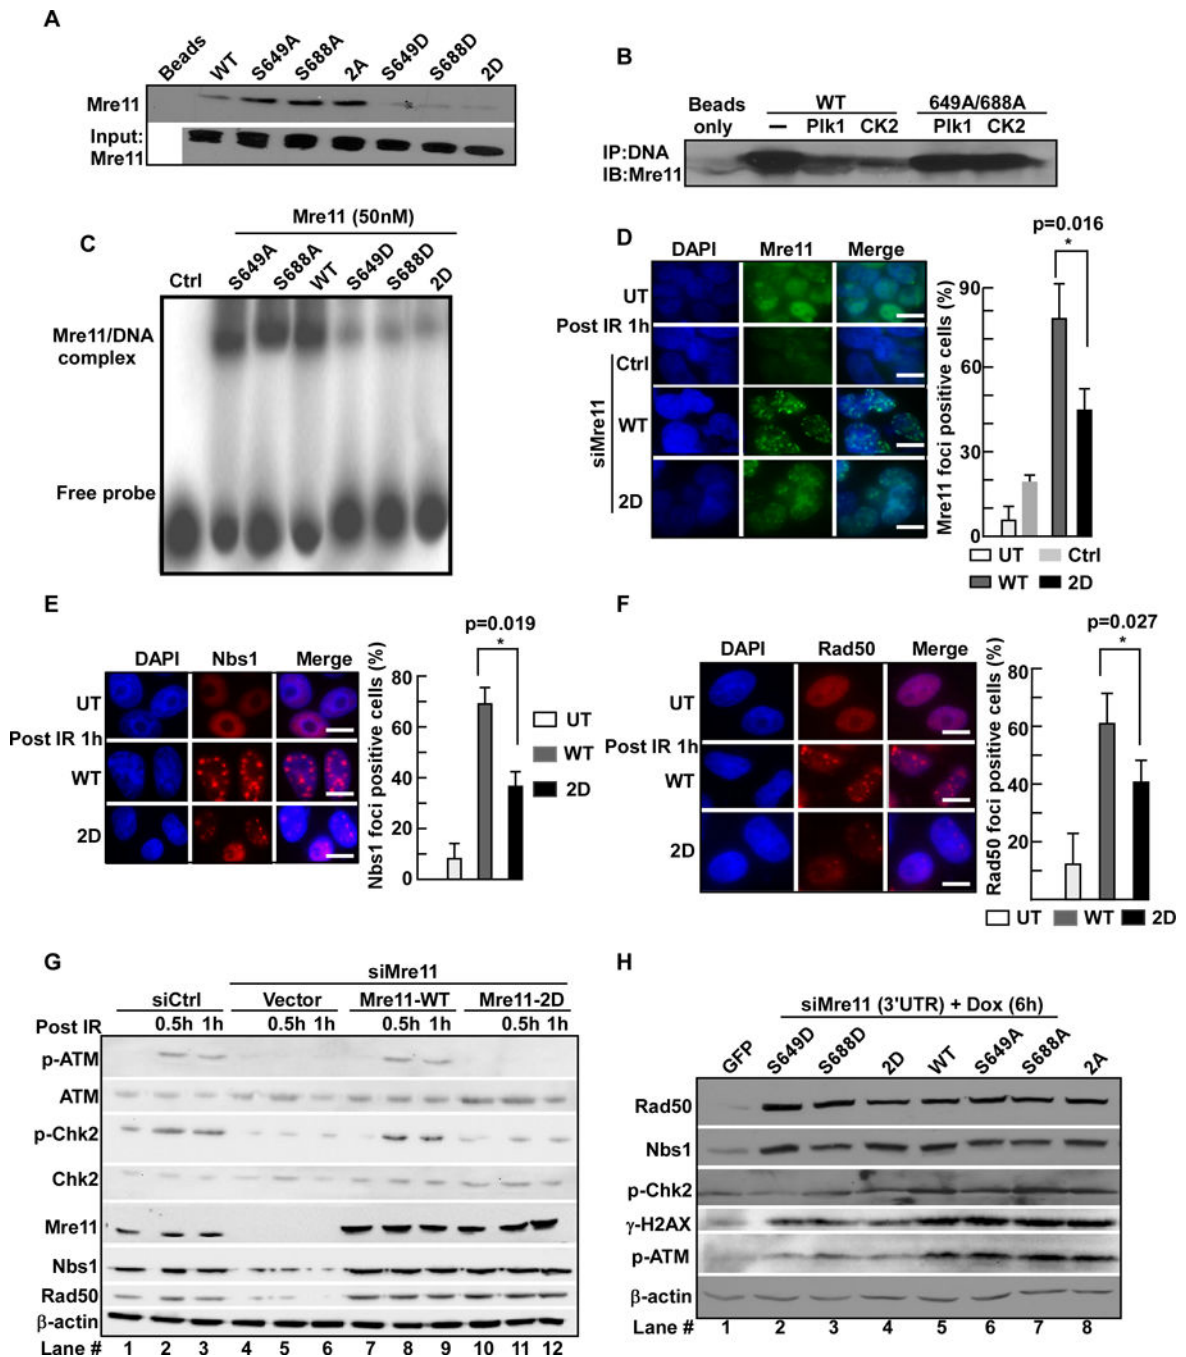 A
Beads WT S649A S688A 2A S649D S688D 2D
Mre11
Input:
Mre11
B
Beads only
WT
649A/688A
– Plk1 CK2 Plk1 CK2
IP:DNA
IB:Mre11
C
Mre11 (50nM)
Ctrl S649A S688A WT S649D S688D 2D
Mre11/DNA
complex
Free probe
D
DAPI Mre11 Merge
UT
Post IR 1h
siMre11
Ctrl
WT
2D
p=0.016
*
Mre11 foci positive cells (%)
90
60
30
0
UT Ctrl
WT 2D
E
DAPI Nbs1 Merge
UT
Post IR 1h
WT
2D
p=0.019
*
Nbs1 foci positive cells (%)
80
60
40
20
0
UT
WT
2D
F
DAPI Rad50 Merge
UT
Post IR 1h
WT
2D
p=0.027
*
Rad50 foci positive cells (%)
80
60
40
20
UT WT 2D
G
siMre11
siCtrl Vector Mre11-WT Mre11-2D
Post IR 0.5h 1h 0.5h 1h 0.5h 1h 0.5h 1h
p-ATM
ATM
p-Chk2
Chk2
Mre11
Nbs1
Rad50
β-actin
Lane # 1 2 3 4 5 6 7 8 9 10 11 12
H
siMre11 (3'UTR) + Dox (6h)
GFP S649D S688D 2D WT S649A S688A 2A
Rad50
Nbs1
p-Chk2
γ-H2AX
p-ATM
β-actin
Lane # 1 2 3 4 5 6 7 8